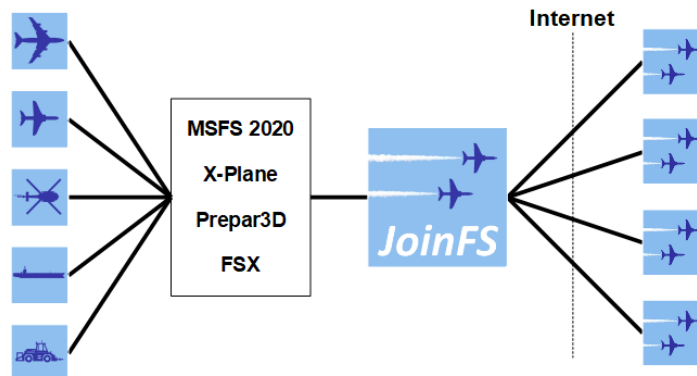 Internet
MSFS 2020
X-Plane
Prepar3D
FSX
JoinFS